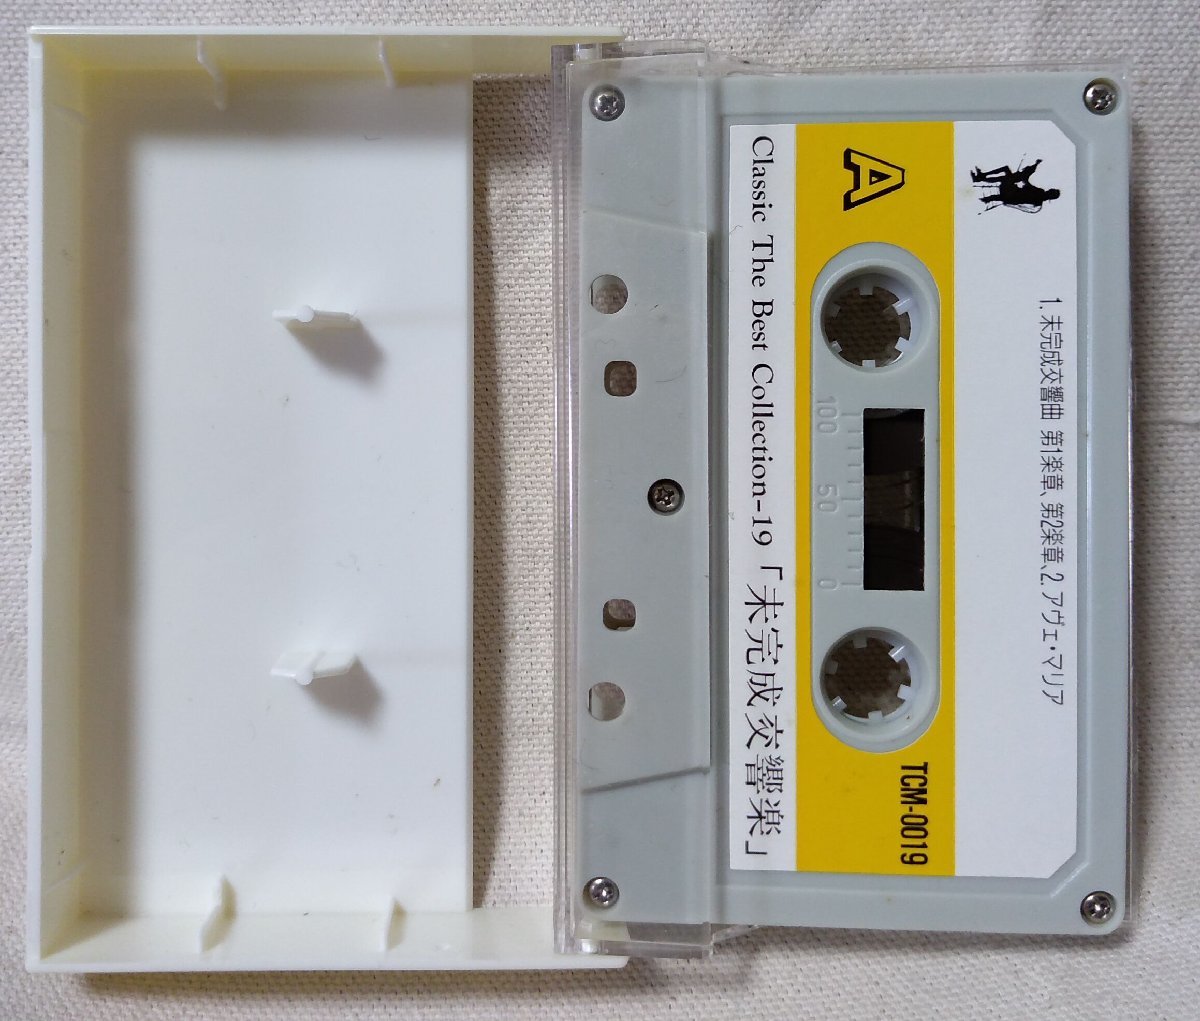 1. 未完成交響曲 第1楽章、第2楽章、2. アヴェ・マリア
A
TCM-0019
100 50 0
Classic The Best Collection-19「未完成交響楽」